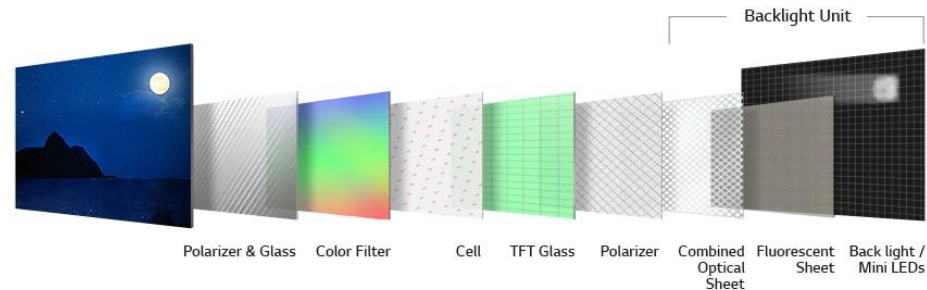 Backlight Unit
Polarizer & Glass
Color Filter
Cell
TFT Glass
Polarizer
Combined
Optical
Sheet
Fluorescent
Sheet
Back light /
Mini LEDs